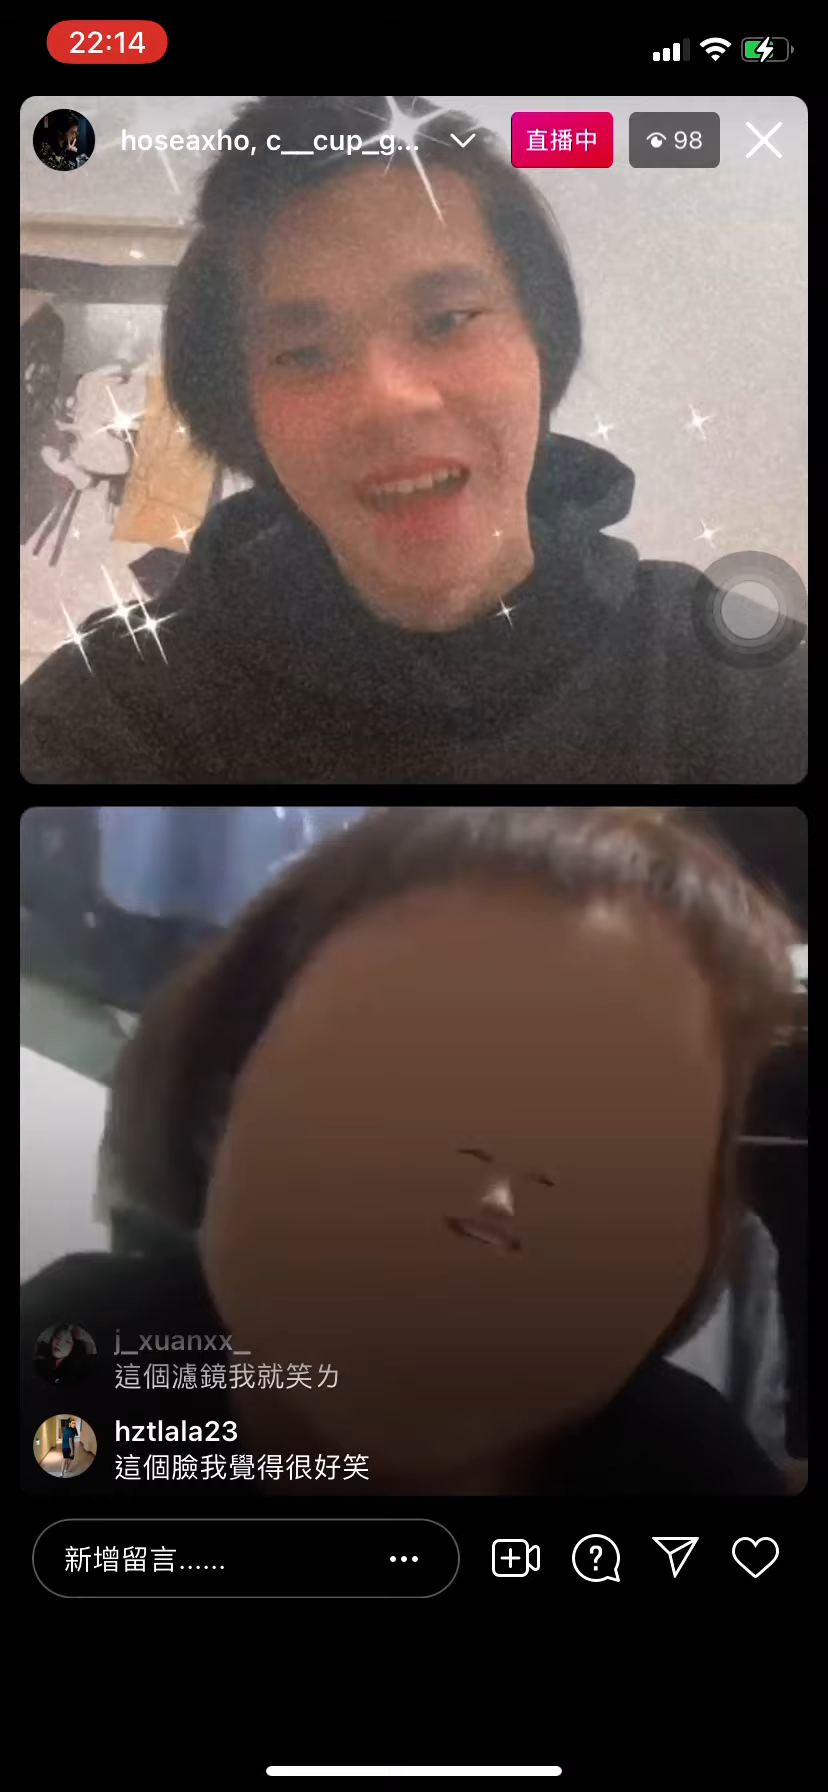 22:14
hoseaxho, c__cup_g...
直播中
98
j_xuanxx_
這個濾鏡我就笑ㄌ
hztlala23
這個臉我覺得很好笑
新增留言......